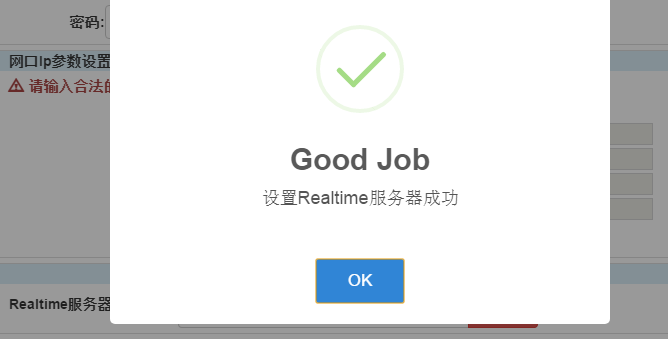 密码:
网口Ip参数设置
请输入合法的
Good Job
设置Realtime服务器成功
OK
Realtime服务器